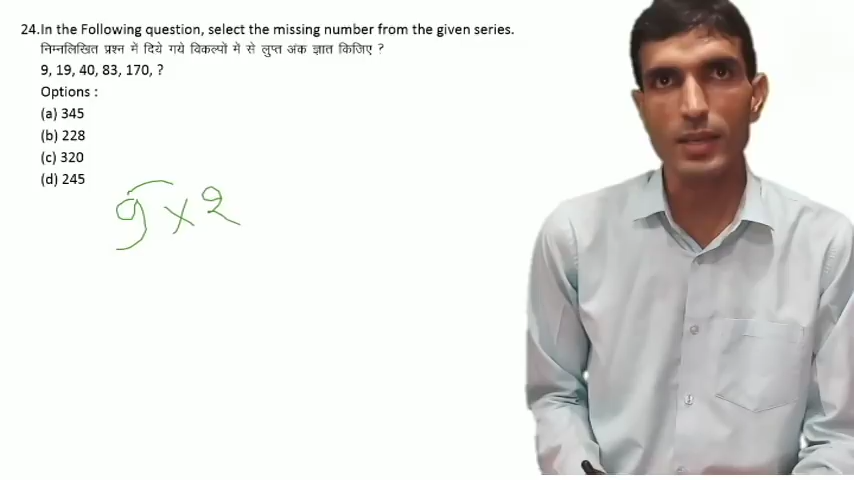 24.In the Following question, select the missing number from the given series.
निम्नलिखित प्रश्न में दिये गये विकल्पों में से लुप्त अंक ज्ञात किजिए ?
9, 19, 40, 83, 170, ?
Options :
(a) 345
(b) 228
(c) 320
(d) 245
9 x 2